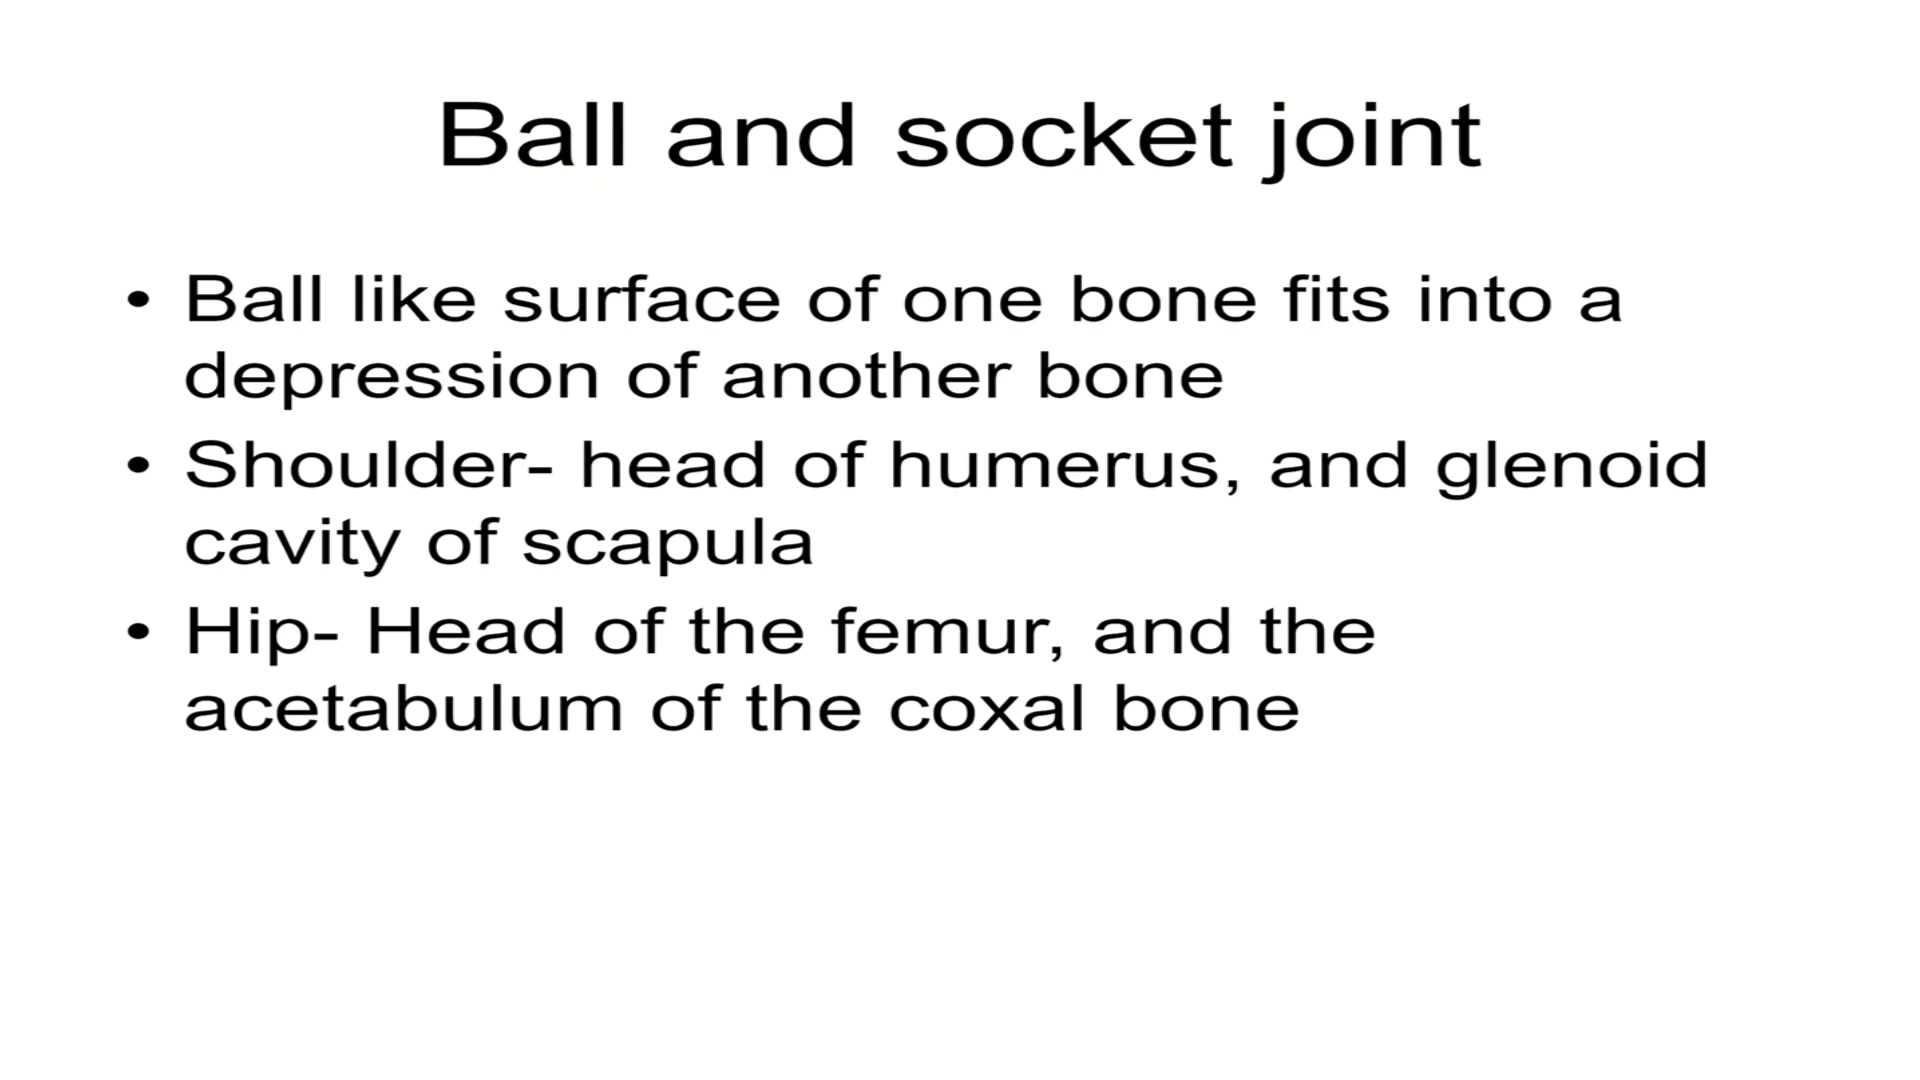 Ball and socket joint
• Ball like surface of one bone fits into a
depression of another bone
• Shoulder- head of humerus, and glenoid
cavity of scapula
• Hip- Head of the femur, and the
acetabulum of the coxal bone